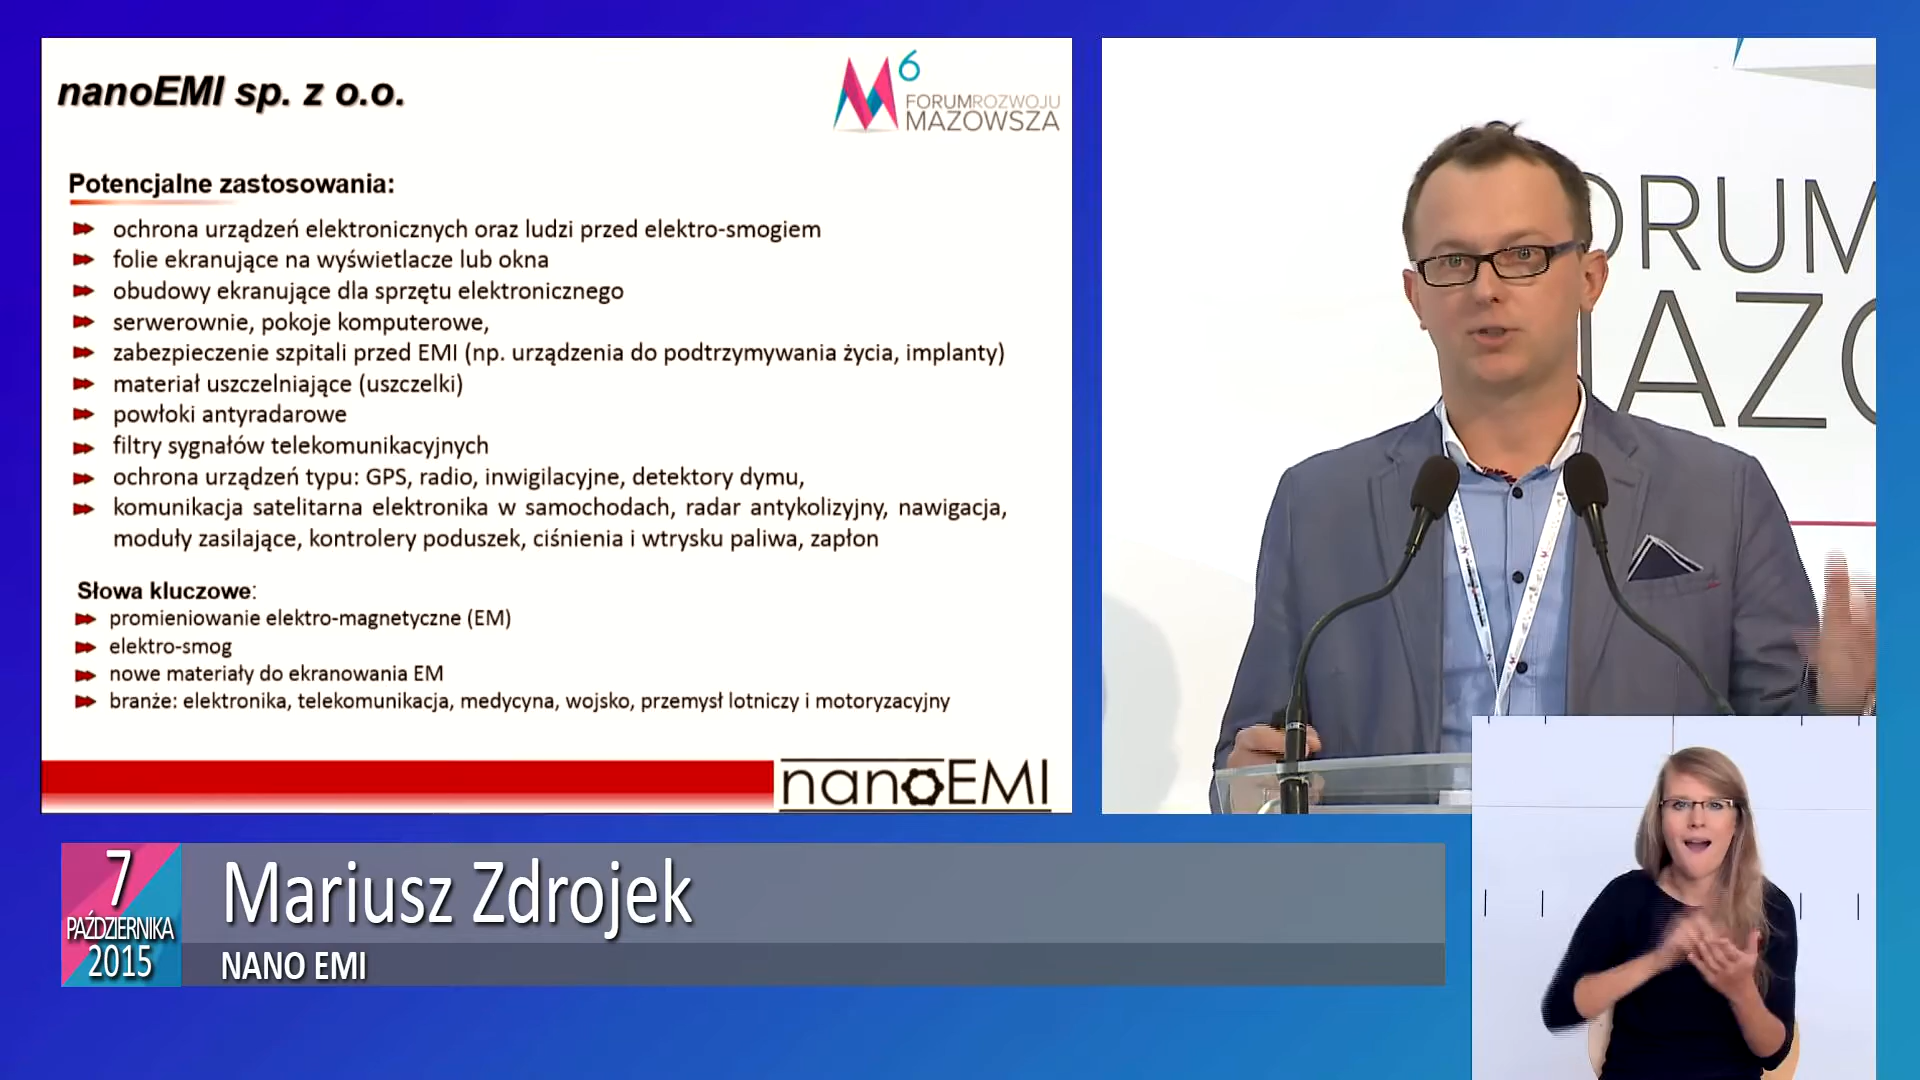 nanoEMI sp. z o.o.
6
FORUMROZWOJU
MAZOWSZA
Potencjalne zastosowania:
ochrona urządzeń elektronicznych oraz ludzi przed elektro-smogiem
folie ekranujące na wyświetlacze lub okna
obudowy ekranujące dla sprzętu elektronicznego
serwerownie, pokoje komputerowe,
zabezpieczenie szpitali przed EMI (np. urządzenia do podtrzymywania życia, implanty)
materiał uszczelniające (uszczelki)
powłoki antyradarowe
filtry sygnałów telekomunikacyjnych
ochrona urządzeń typu: GPS, radio, inwigilacyjne, detektory dymu,
komunikacja satelitarna elektronika w samochodach, radar antykolizyjny, nawigacja,
moduły zasilające, kontrolery poduszek, ciśnienia i wtrysku paliwa, zapłon
Słowa kluczowe:
promieniowanie elektro-magnetyczne (EM)
elektro-smog
nowe materiały do ekranowania EM
branże: elektronika, telekomunikacja, medycyna, wojsko, przemysł lotniczy i motoryzacyjny
nanoEMI
ORUM
AZO
7
PAŹDZIERNIKA
2015
Mariusz Zdrojek
NANO EMI